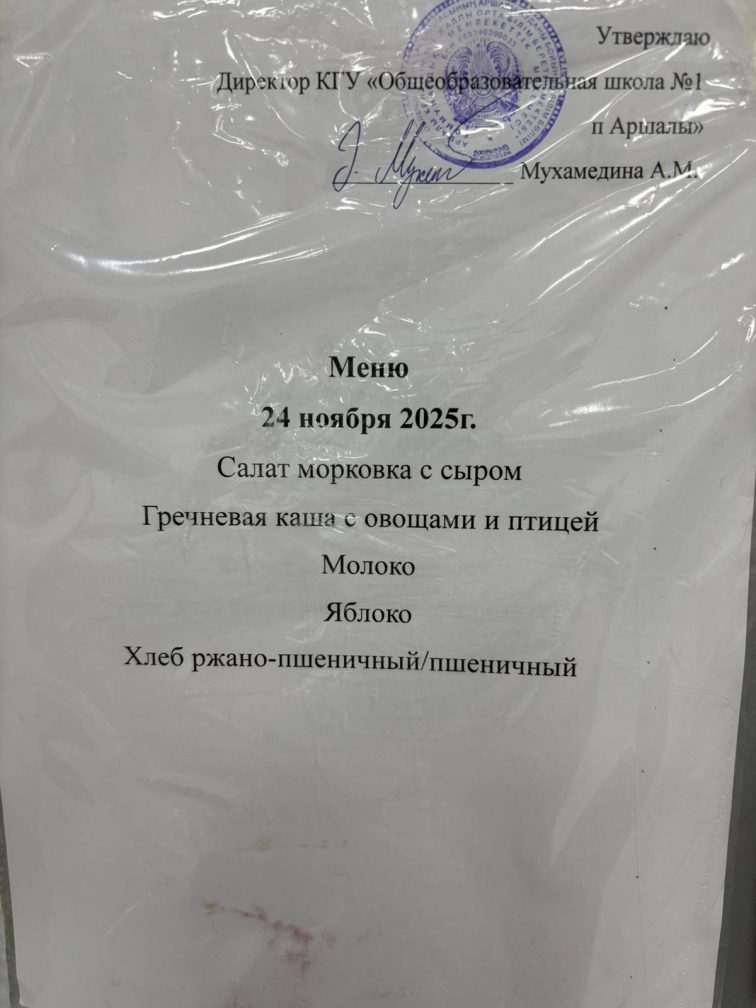 Утверждаю
Директор КГУ «Общеобразовательная школа №1
п Аршалы»
Мухамедина А.М.
Меню
24 ноября 2025г.
Салат морковка с сыром
Гречневая каша с овощами и птицей
Молоко
Яблоко
Хлеб ржано-пшеничный/пшеничный